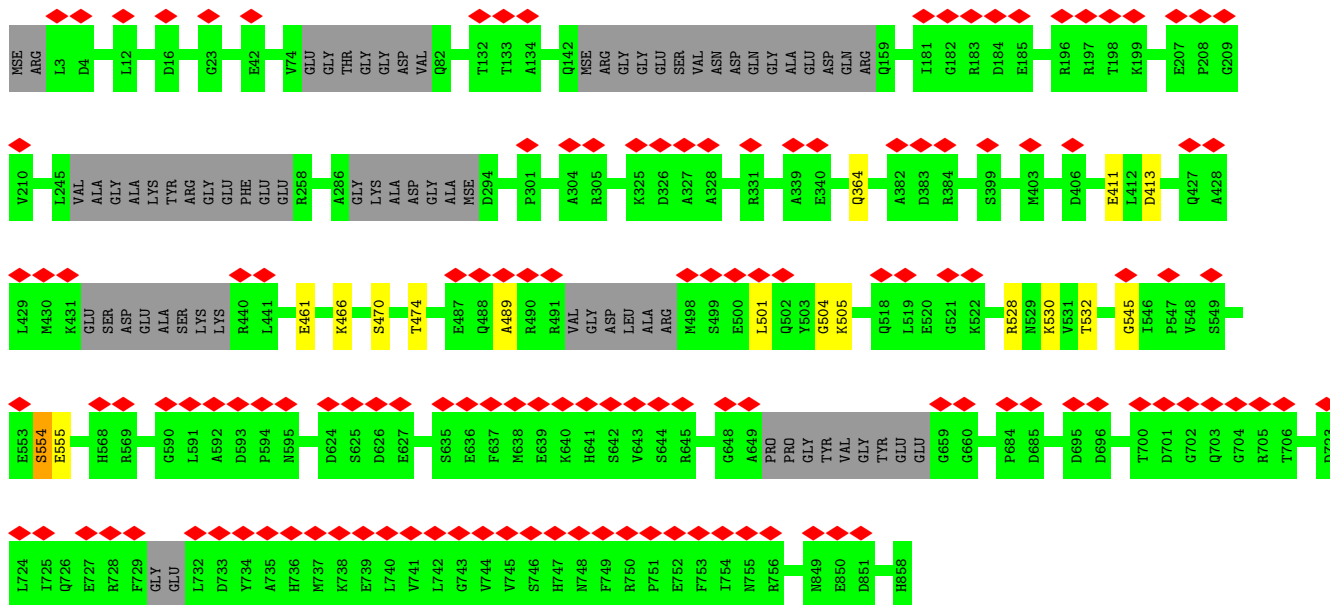 MSE ARG L3 D4 L12 D16 G23 E42 V74 GLU GLY THR GLY GLY ASP VAL Q82 T132 T133 A134 Q142 MSE ARG GLY GLY GLU SER VAL ASN ASP GLN GLY ALA GLU ASP GLN ARG Q159 I181 G182 R183 D184 E185 R196 R197 T198 K199 E207 P208 G209
V210 L245 VAL ALA GLY ALA LYS TYR ARG GLY GLU PHE GLU GLU R258 A286 GLY LYS ALA ASP GLY ALA MSE D294 P301 A304 R305 K325 D326 A327 A328 R331 A339 E340 Q364 A382 D383 R384 S399 M403 D406 E411 L412 D413 Q427 A428
L429 M430 K431 GLU SER ASP GLU ALA SER LYS LYS R440 L441 E461 K466 S470 T474 E487 Q488 A489 R490 R491 VAL GLY ASP LEU ALA ARG M498 S499 E500 L501 Q502 Y503 G504 K505 Q518 L519 E520 G521 K522 R528 N529 K530 V531 T532 G545 I546 P547 V548 S549
E553 S554 E555 H568 R569 G590 L591 A592 D593 P594 N595 D624 S625 D626 E627 S635 E636 F637 M638 E639 K640 H641 S642 V643 S644 R645 G648 A649 PRO PRO GLY TYR VAL GLY TYR GLU GLU G659 G660 P684 D685 D695 D696 T700 D701 G702 Q703 G704 R705 T706
L724 I725 Q726 E727 R728 F729 GLY GLU L732 D733 Y734 A735 H736 M737 K738 E739 L740 V741 L742 G743 V744 V745 S746 H747 N748 F749 R750 P751 E752 F753 I754 N755 R756 N849 E850 D851 H858